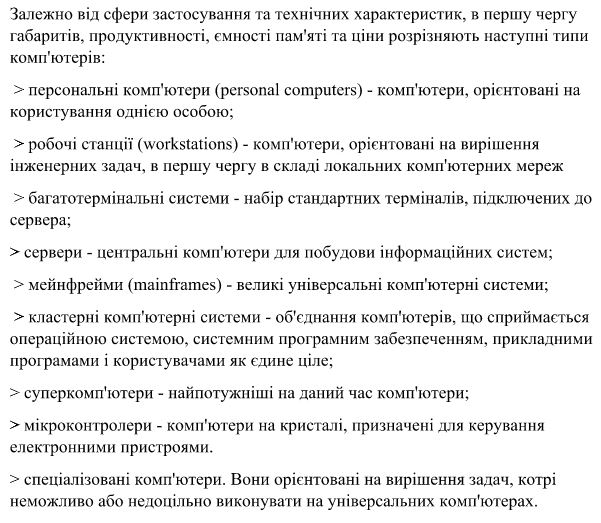 Залежно від сфери застосування та технічних характеристик, в першу чергу
габаритів, продуктивності, ємності пам'яті та ціни розрізняють наступні типи
комп'ютерів:
> персональні комп'ютери (personal computers) - комп'ютери, орієнтовані на
користування однією особою;
> робочі станції (workstations) - комп'ютери, орієнтовані на вирішення
інженерних задач, в першу чергу в складі локальних комп'ютерних мереж
> багатотермінальні системи - набір стандартних терміналів, підключених до
сервера;
> сервери - центральні комп'ютери для побудови інформаційних систем;
> мейнфрейми (mainframes) - великі універсальні комп'ютерні системи;
> кластерні комп'ютерні системи - об'єднання комп'ютерів, що сприймається
операційною системою, системним програмним забезпеченням, прикладними
програмами і користувачами як єдине ціле;
> суперкомп'ютери - найпотужніші на даний час комп'ютери;
> мікроконтролери - комп'ютери на кристалі, призначені для керування
електронними пристроями.
> спеціалізовані комп'ютери. Вони орієнтовані на вирішення задач, котрі
неможливо або недоцільно виконувати на універсальних комп'ютерах.